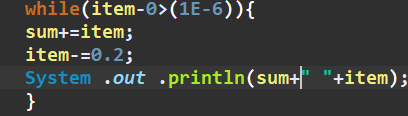 while(item-0>(1E-6)){
sum+=item;
item-=0.2;
System .out .println(sum+" "+item);
}